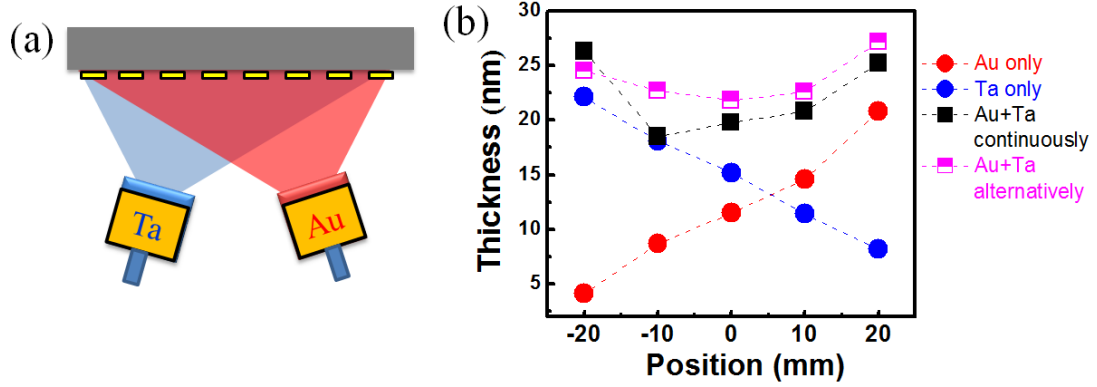 (a)
Ta
Au
(b)
Thickness (nm)
30
25
20
15
10
5
-20 -10 0 10 20
Position (mm)
Au only
Ta only
Au+Ta
continuously
Au+Ta
alternatively